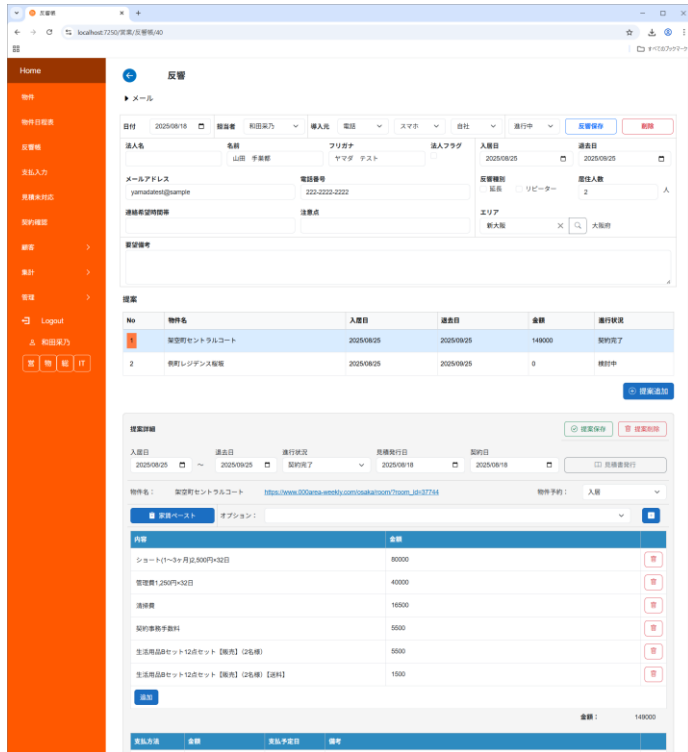 反響帳
localhost:7250/営業/反響帳/40
すべてのブックマーク
Home
物件
物件日程表
反響帳
支払入力
見積未対応
契約確認
顧客
集計
管理
Logout
和田采乃
営 物 総 IT
反響
メール
日付 2025/08/18 担当者 和田采乃 導入元 電話 スマホ 自社 進行中 反響保存 削除
法人名 名前 フリガナ 法人フラグ 入居日 退去日
山田 手楽都 ヤマダ テスト 2025/08/25 2025/09/25
メールアドレス 電話番号 反響種別 居住人数
yamadatest@sample 222-2222-2222 延長 リピーター 2 人
連絡希望時間帯 注意点 エリア
新大阪 大阪府
要望備考
提案
No 物件名 入居日 退去日 金額 進行状況
1 架空町セントラルコート 2025/08/25 2025/09/25 149000 契約完了
2 例町レジデンス桜坂 2025/08/25 2025/09/25 0 検討中
提案追加
提案詳細 提案保存 提案削除
入居日 退去日 進行状況 見積発行日 契約日
2025/08/25 ～ 2025/09/25 契約完了 2025/08/18 2025/08/18 見積書発行
物件名： 架空町セントラルコート https://www.000area-weekly.com/osaka/room/?room_id=37744 物件予約： 入居
家賃ペースト オプション：
内容 金額
ショート(1～3ヶ月)2,500円×32日 80000
管理費1,250円×32日 40000
清掃費 16500
契約事務手数料 5500
生活用品Bセット12点セット【販売】（2名様） 5500
生活用品Bセット12点セット【販売】（2名様）【送料】 1500
追加
金額： 149000
支払方法 金額 支払予定日 備考